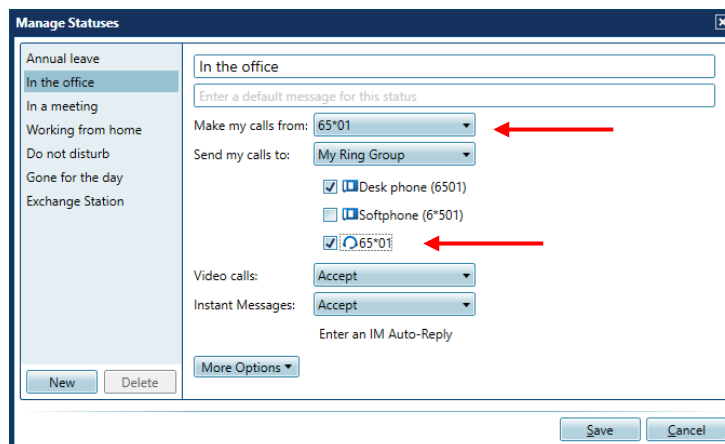 Manage Statuses
Annual leave
In the office
In a meeting
Working from home
Do not disturb
Gone for the day
Exchange Station
New
Delete
In the office
Enter a default message for this status
Make my calls from: 65*01
Send my calls to: My Ring Group
Desk phone (6501)
Softphone (6*501)
65*01
Video calls: Accept
Instant Messages: Accept
Enter an IM Auto-Reply
More Options
Save
Cancel